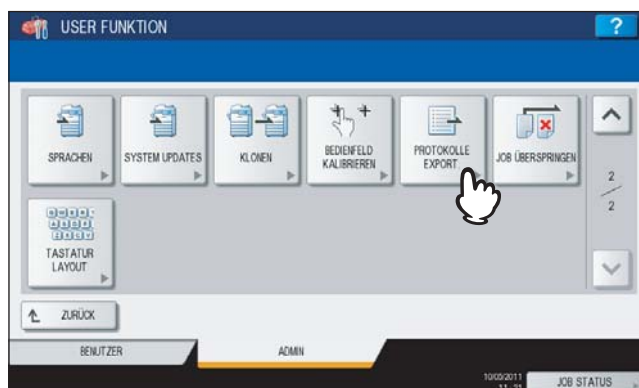 USER FUNKTION
?
SPRACHEN
SYSTEM UPDATES
KLONEN
BEDIENFELD
KALIBRIEREN
PROTOKOLLE
EXPORT
JOB ÜBERSPRINGEN
2
2
TASTATUR
LAYOUT
ZURÜCK
BENUTZER
ADMIN
10/05/2011
JOB STATUS